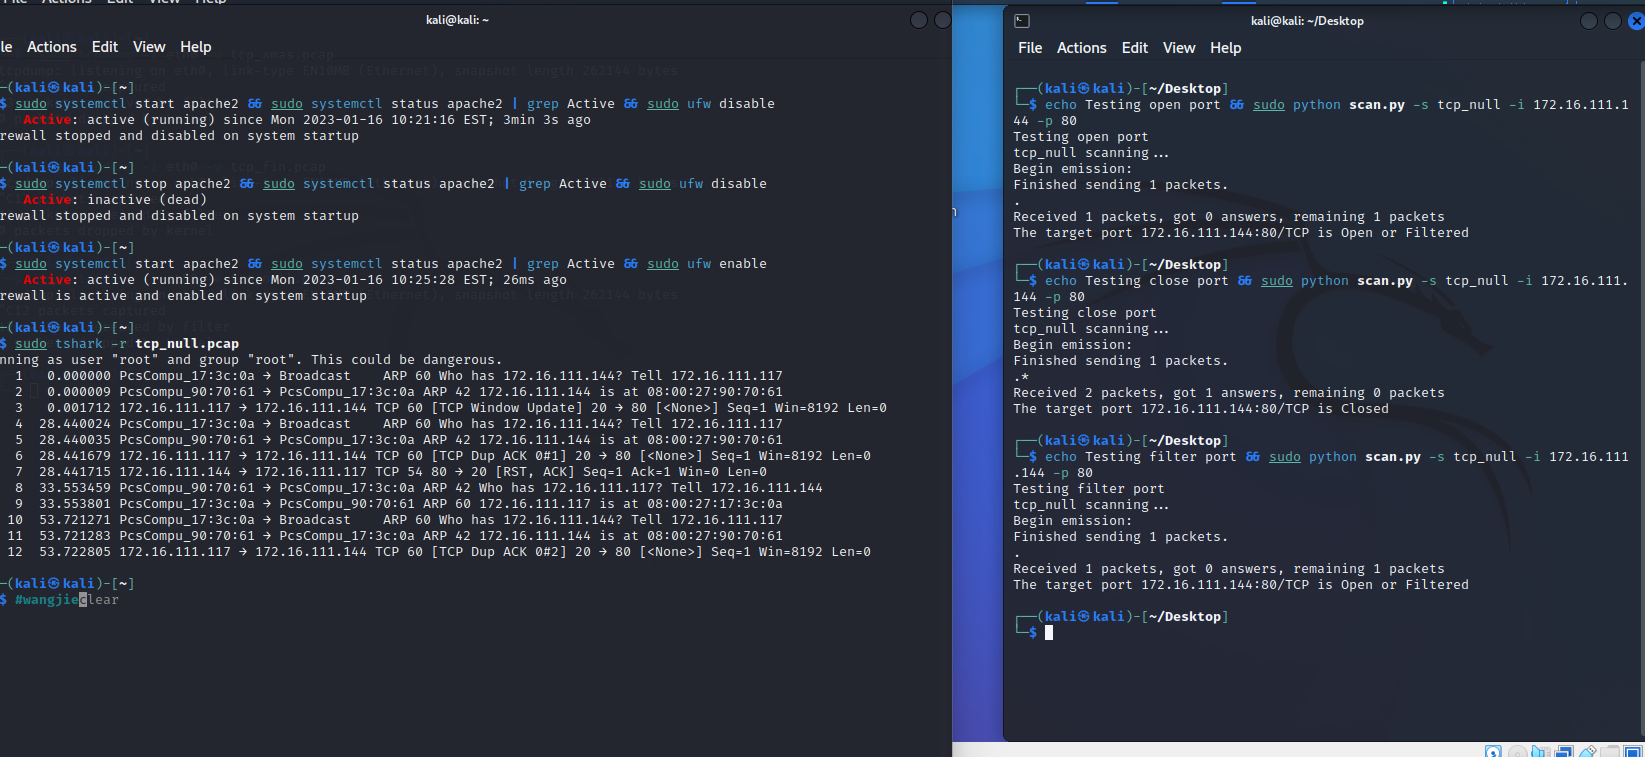 File Actions Edit View Help
kali@kali: ~
le Actions Edit View Help
-(kali㉿kali)-[~]
$ sudo systemctl start apache2 && sudo systemctl status apache2 | grep Active && sudo ufw disable
Active: active (running) since Mon 2023-01-16 10:21:16 EST; 3min 3s ago
rewall stopped and disabled on system startup
-(kali㉿kali)-[~]
$ sudo systemctl stop apache2 && sudo systemctl status apache2 | grep Active && sudo ufw disable
Active: inactive (dead)
rewall stopped and disabled on system startup
-(kali㉿kali)-[~]
$ sudo systemctl start apache2 && sudo systemctl status apache2 | grep Active && sudo ufw enable
Active: active (running) since Mon 2023-01-16 10:25:28 EST; 26ms ago
rewall is active and enabled on system startup
-(kali㉿kali)-[~]
$ sudo tshark -r tcp_null.pcap
nning as user "root" and group "root". This could be dangerous.
1 0.000000 PcsCompu_17:3c:0a → Broadcast ARP 60 Who has 172.16.111.144? Tell 172.16.111.117
2 0.000009 PcsCompu_90:70:61 → PcsCompu_17:3c:0a ARP 42 172.16.111.144 is at 08:00:27:90:70:61
3 0.001712 172.16.111.117 → 172.16.111.144 TCP 60 [TCP Window Update] 20 → 80 [<None>] Seq=1 Win=8192 Len=0
4 28.440024 PcsCompu_17:3c:0a → Broadcast ARP 60 Who has 172.16.111.144? Tell 172.16.111.117
5 28.440035 PcsCompu_90:70:61 → PcsCompu_17:3c:0a ARP 42 172.16.111.144 is at 08:00:27:90:70:61
6 28.441679 172.16.111.117 → 172.16.111.144 TCP 60 [TCP Dup ACK 0#1] 20 → 80 [<None>] Seq=1 Win=8192 Len=0
7 28.441715 172.16.111.144 → 172.16.111.117 TCP 54 80 → 20 [RST, ACK] Seq=1 Ack=1 Win=0 Len=0
8 33.553459 PcsCompu_90:70:61 → PcsCompu_17:3c:0a ARP 42 Who has 172.16.111.117? Tell 172.16.111.144
9 33.553801 PcsCompu_17:3c:0a → PcsCompu_90:70:61 ARP 60 172.16.111.117 is at 08:00:27:17:3c:0a
10 53.721271 PcsCompu_17:3c:0a → Broadcast ARP 60 Who has 172.16.111.144? Tell 172.16.111.117
11 53.721283 PcsCompu_90:70:61 → PcsCompu_17:3c:0a ARP 42 172.16.111.144 is at 08:00:27:90:70:61
12 53.722805 172.16.111.117 → 172.16.111.144 TCP 60 [TCP Dup ACK 0#2] 20 → 80 [<None>] Seq=1 Win=8192 Len=0
-(kali㉿kali)-[~]
$ #wangjieclear
kali@kali: ~/Desktop
File Actions Edit View Help
┌──(kali㉿kali)-[~/Desktop]
└─$ echo Testing open port && sudo python scan.py -s tcp_null -i 172.16.111.1
44 -p 80
Testing open port
tcp_null scanning...
Begin emission:
Finished sending 1 packets.
.
Received 1 packets, got 0 answers, remaining 1 packets
The target port 172.16.111.144:80/TCP is Open or Filtered
┌──(kali㉿kali)-[~/Desktop]
└─$ echo Testing close port && sudo python scan.py -s tcp_null -i 172.16.111.
144 -p 80
Testing close port
tcp_null scanning...
Begin emission:
Finished sending 1 packets.
.*
Received 2 packets, got 1 answers, remaining 0 packets
The target port 172.16.111.144:80/TCP is Closed
┌──(kali㉿kali)-[~/Desktop]
└─$ echo Testing filter port && sudo python scan.py -s tcp_null -i 172.16.111
.144 -p 80
Testing filter port
tcp_null scanning...
Begin emission:
Finished sending 1 packets.
.
Received 1 packets, got 0 answers, remaining 1 packets
The target port 172.16.111.144:80/TCP is Open or Filtered
┌──(kali㉿kali)-[~/Desktop]
└─$